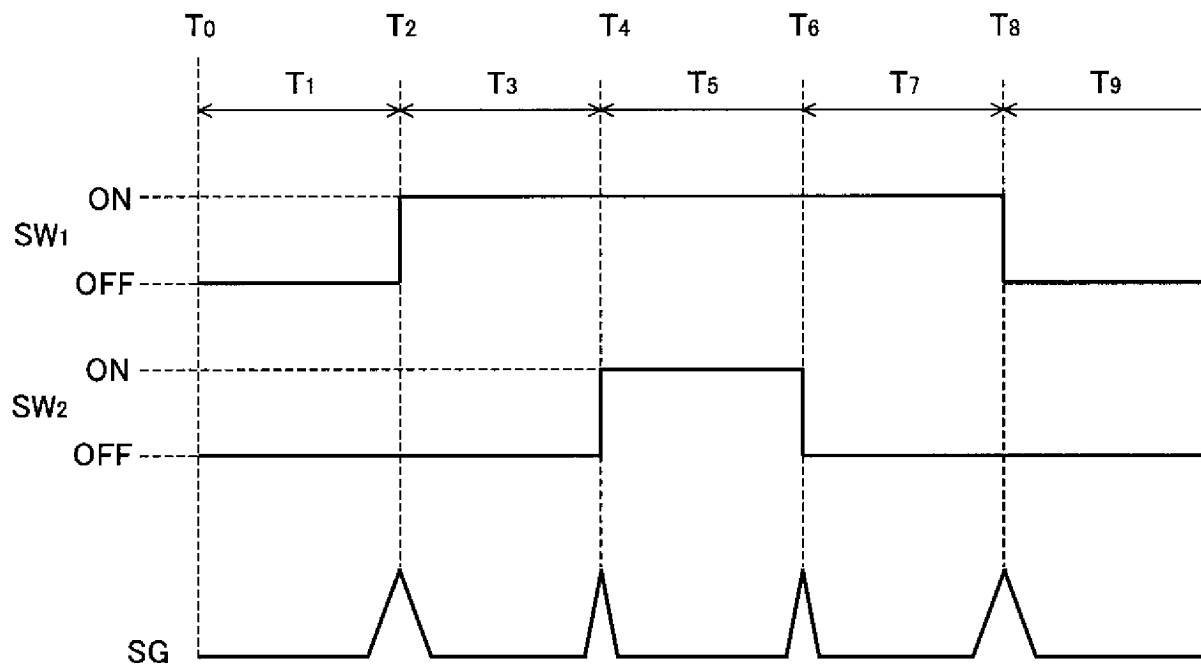 T0 T2 T4 T6 T8
T1 T3 T5 T7 T9
ON
SW1
OFF
ON
SW2
OFF
SG